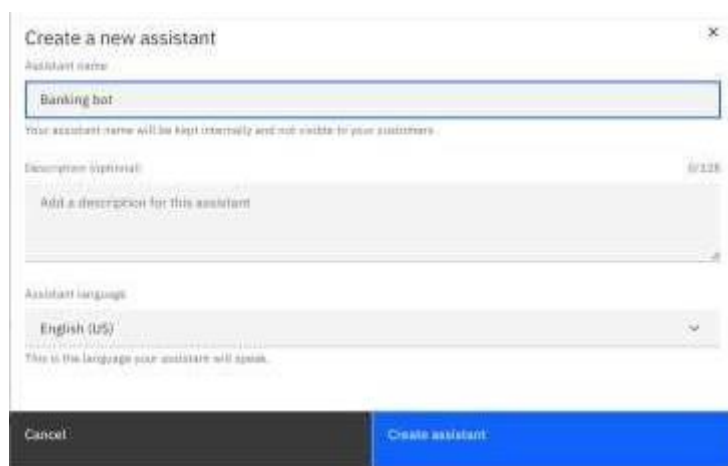 Create a new assistant
Assistant name
Banking bot
Your assistant name will be kept internally and not visible to your customers.
Description (optional)
0/128
Add a description for this assistant
Assistant language
English (US)
This is the language your assistant will speak.
Cancel
Create assistant